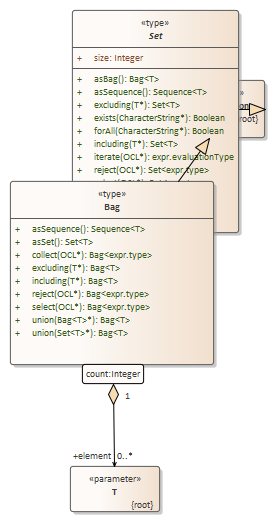 «type»
Set
+ size: Integer
+ asBag(): Bag<T>
+ asSequence(): Sequence<T>
+ excluding(T*): Set<T>
+ exists(CharacterString*): Boolean
+ forAll(CharacterString*): Boolean
+ including(T*): Set<T>
+ iterate(OCL*): expr.evaluationType
+ reject(OCL*): Set<expr.type>
»
on
{root}
«type»
Bag
+ asSequence(): Sequence<T>
+ asSet(): Set<T>
+ collect(OCL*): Bag<expr.type>
+ excluding(T*): Bag<T>
+ including(T*): Bag<T>
+ reject(OCL*): Bag<expr.type>
+ select(OCL*): Bag<expr.type>
+ union(Bag<T>*): Bag<T>
+ union(Set<T>*): Bag<T>
count:Integer
1
+element 0..*
«parameter»
T
{root}